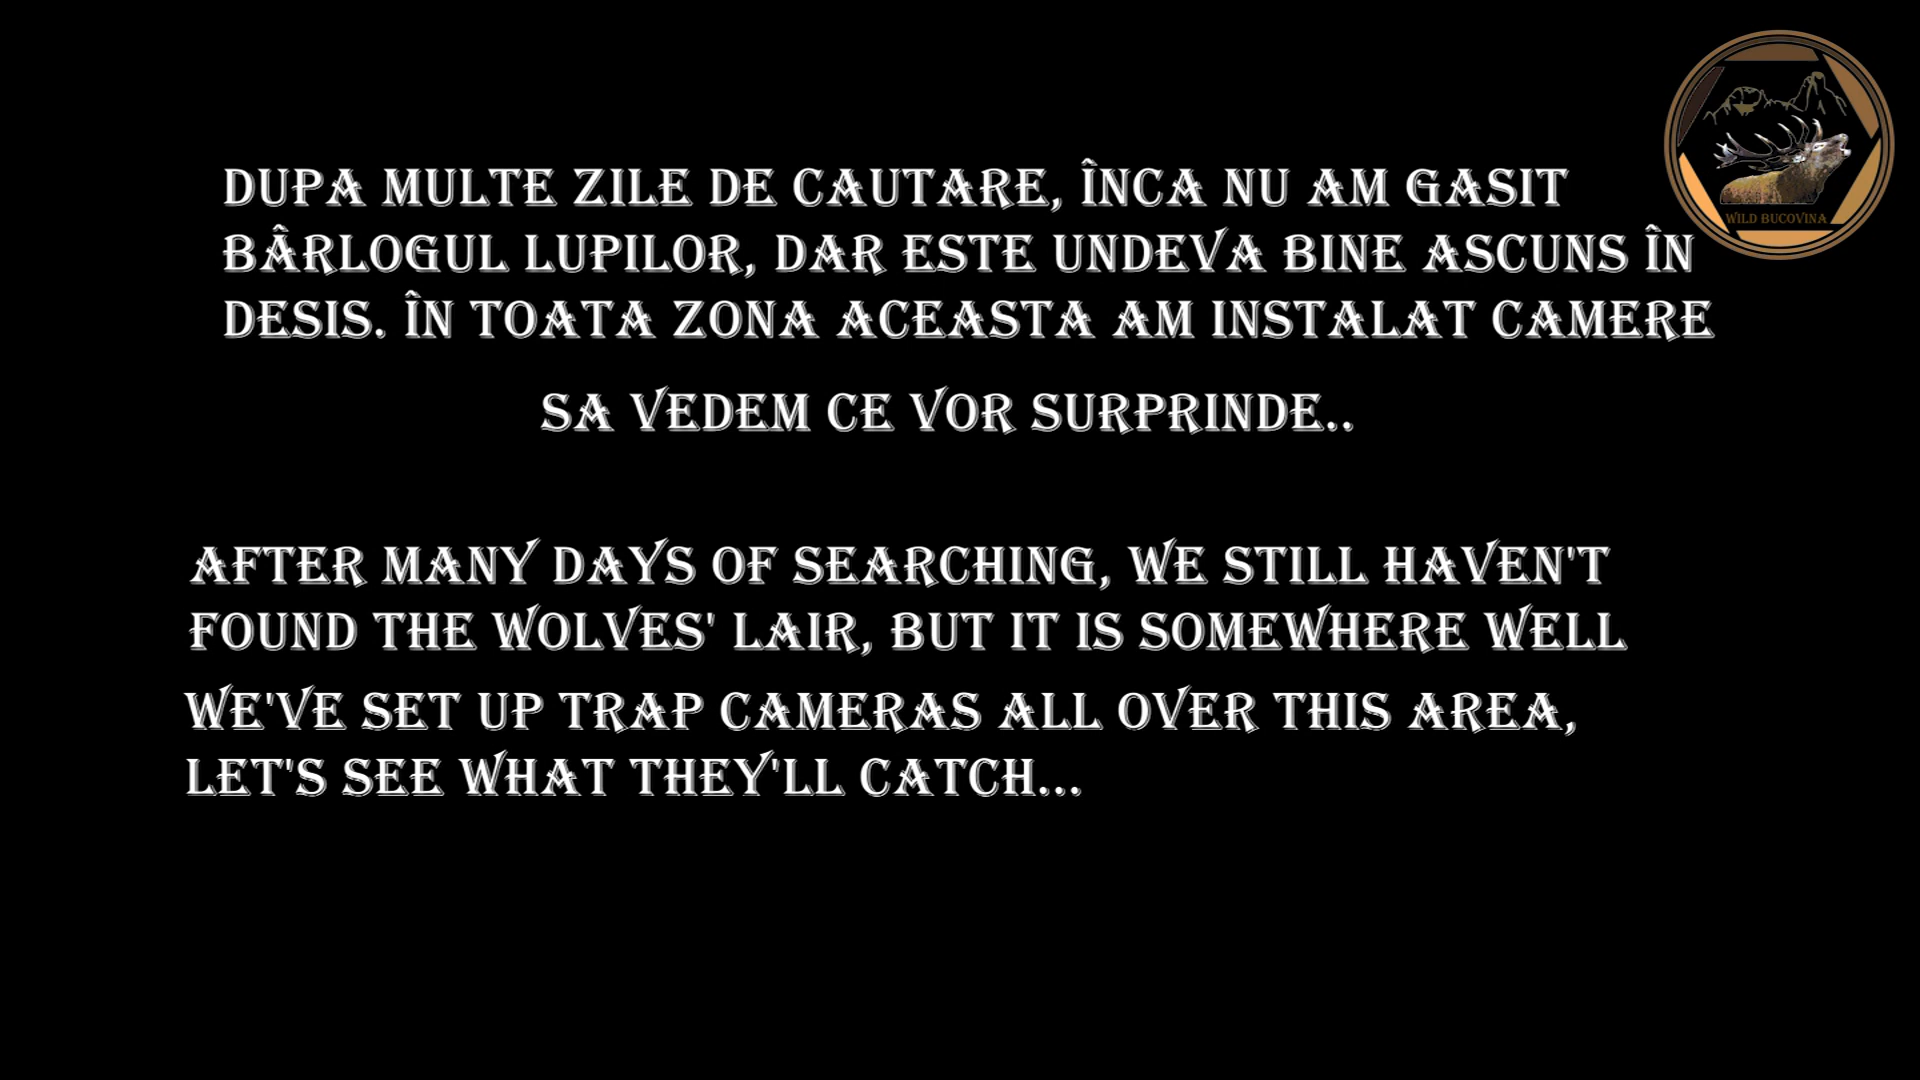 DUPA MULTE ZILE DE CAUTARE, ÎNCA NU AM GASIT
BÂRLOGUL LUPILOR, DAR ESTE UNDEVA BINE ASCUNS ÎN
DESIS. ÎN TOATA ZONA ACEASTA AM INSTALAT CAMERE
SA VEDEM CE VOR SURPRINDE..
AFTER MANY DAYS OF SEARCHING, WE STILL HAVEN'T
FOUND THE WOLVES' LAIR, BUT IT IS SOMEWHERE WELL
WE'VE SET UP TRAP CAMERAS ALL OVER THIS AREA,
LET'S SEE WHAT THEY'LL CATCH...
WILD BUCOVINA